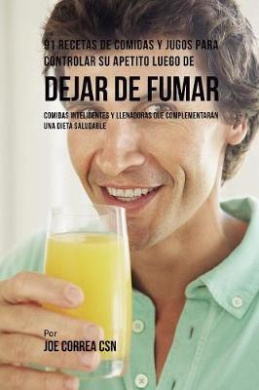 91 RECETAS DE COMIDAS Y JUGOS PARA
CONTROLAR SU APETITO LUEGO DE
DEJAR DE FUMAR
COMIDAS INTELIGENTES Y LLENADORAS QUE COMPLEMENTARAN
UNA DIETA SALUDABLE
Por
JOE CORREA CSN